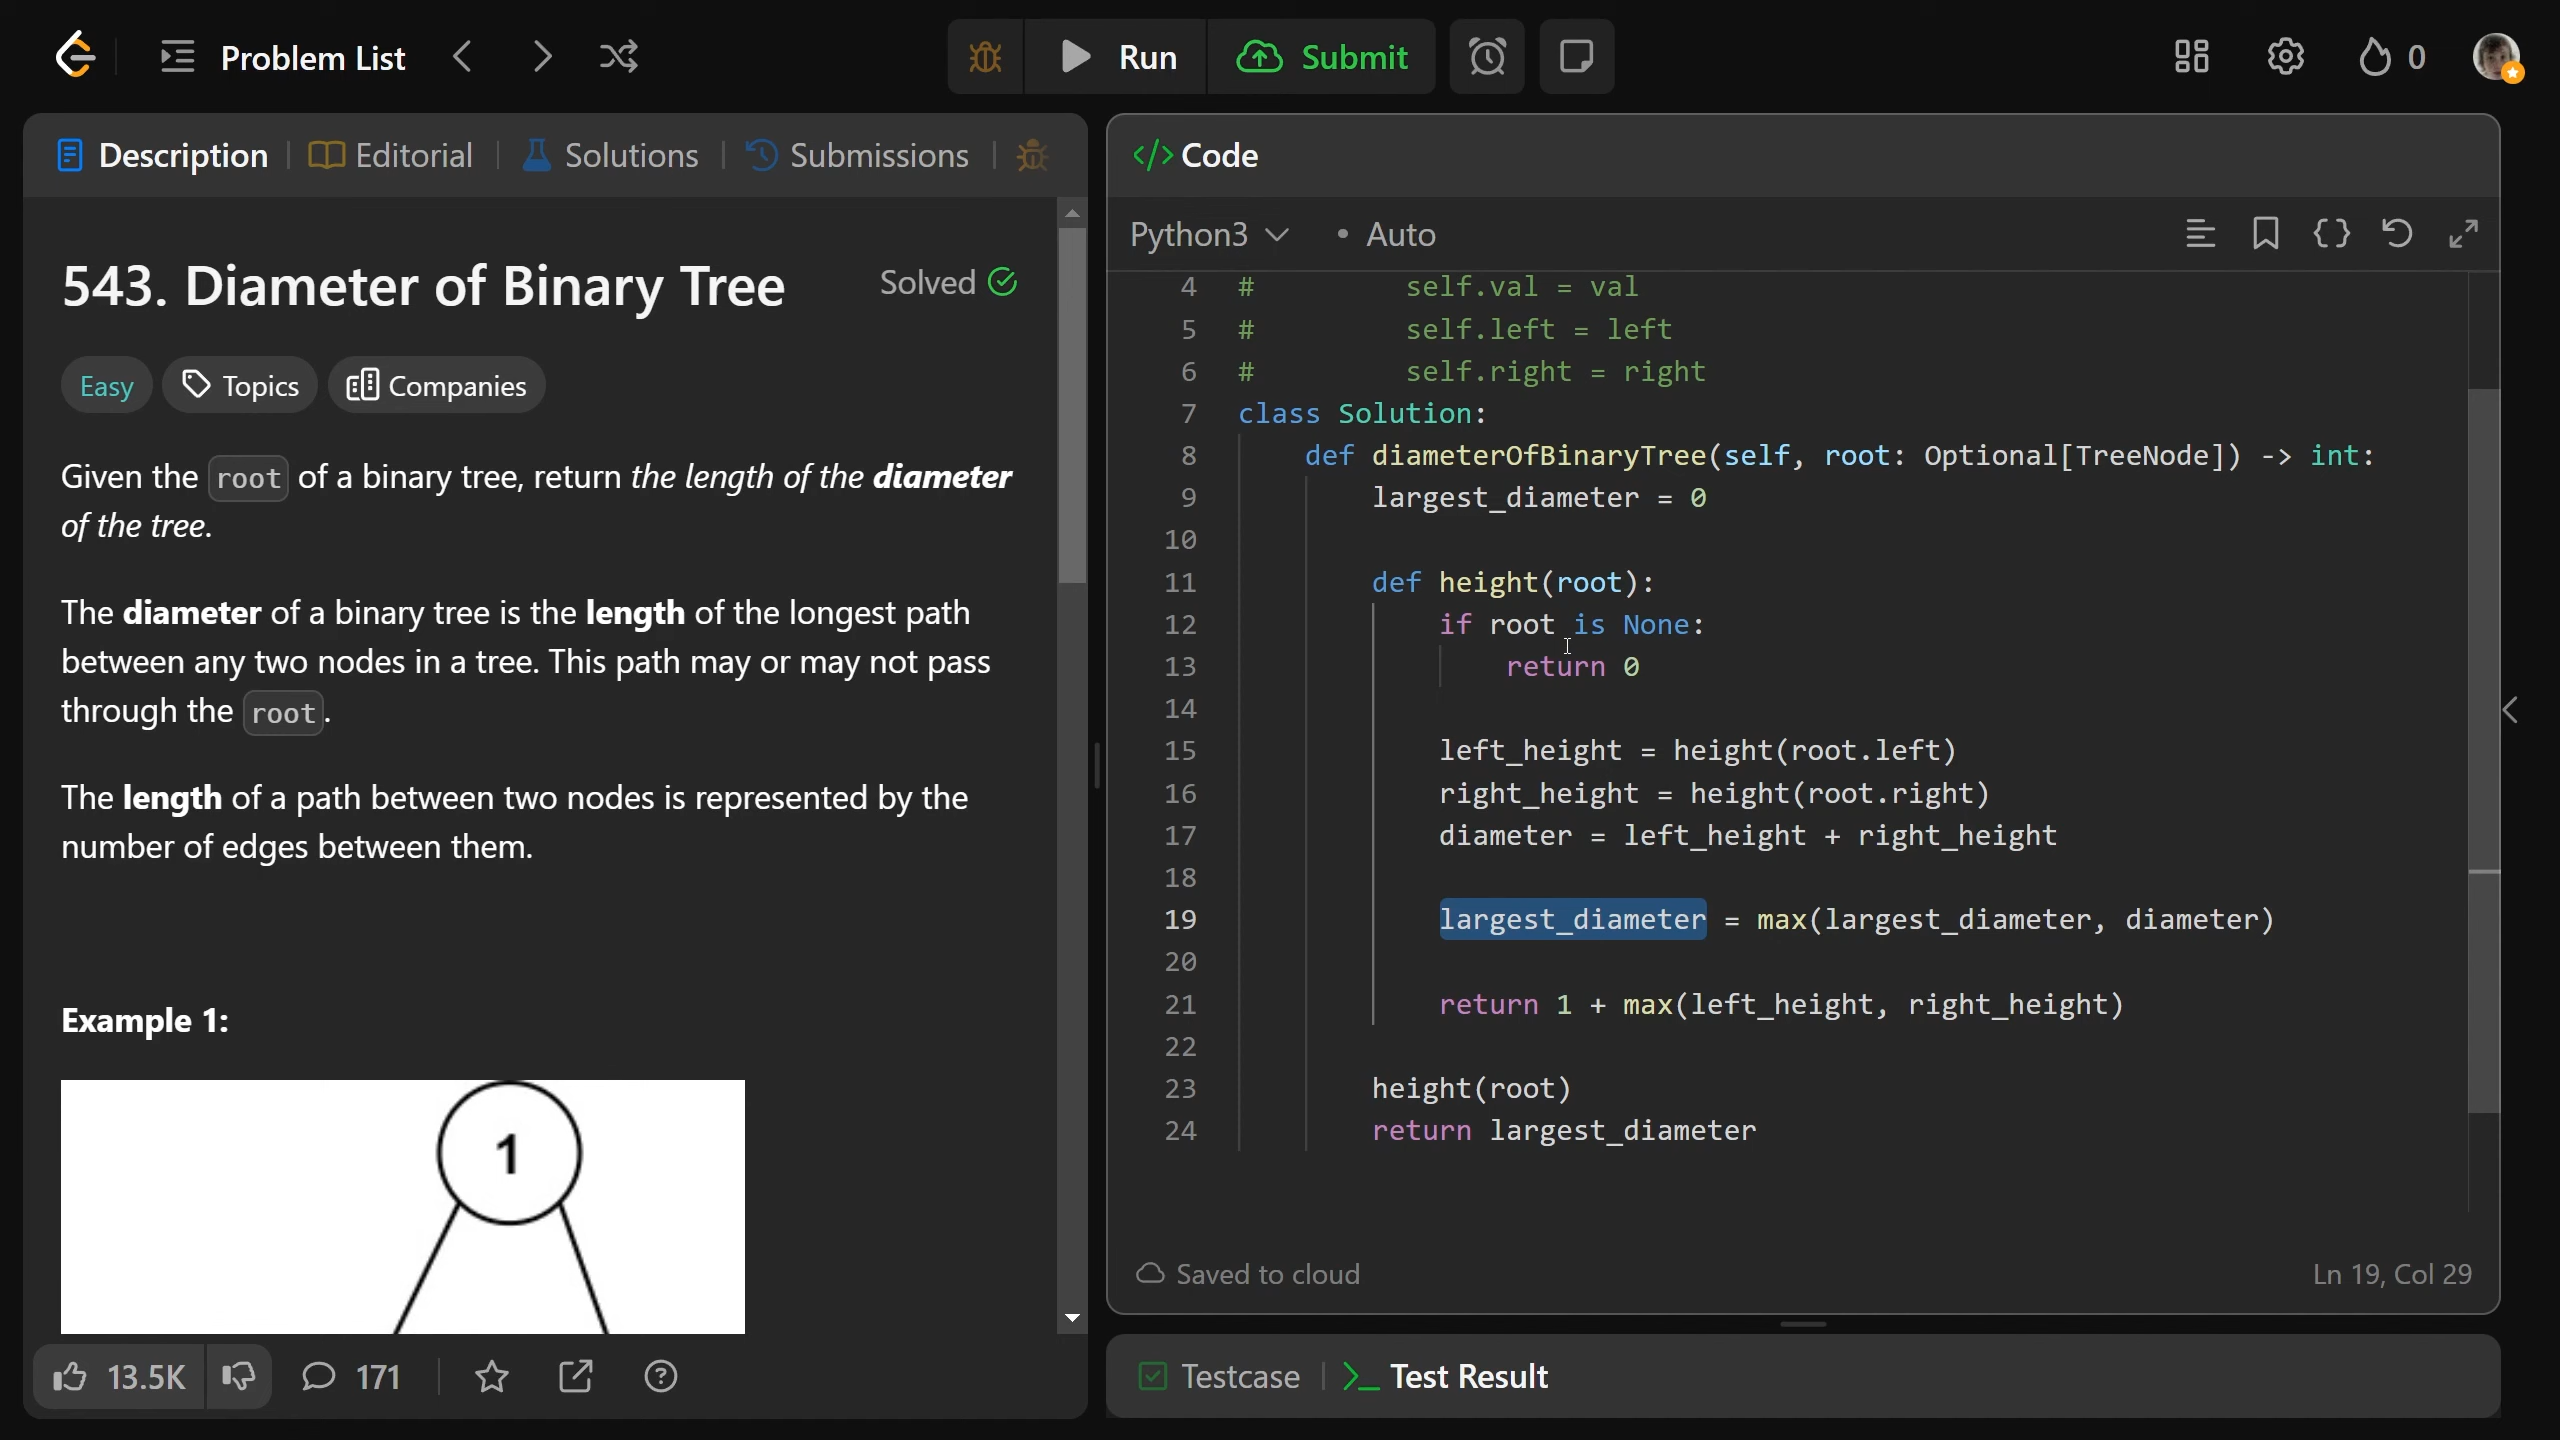 Problem List
Run
Submit
0
Description
Editorial
Solutions
Submissions
543. Diameter of Binary Tree
Solved
Easy
Topics
Companies
Given the root of a binary tree, return the length of the diameter
of the tree.
The diameter of a binary tree is the length of the longest path
between any two nodes in a tree. This path may or may not pass
through the root.
The length of a path between two nodes is represented by the
number of edges between them.
Example 1:
1
13.5K
171
</> Code
Python3
• Auto
4 #         self.val = val
5 #         self.left = left
6 #         self.right = right
7 class Solution:
8     def diameterOfBinaryTree(self, root: Optional[TreeNode]) -> int:
9         largest_diameter = 0
10
11         def height(root):
12             if root is None:
13                 return 0
14
15             left_height = height(root.left)
16             right_height = height(root.right)
17             diameter = left_height + right_height
18
19             largest_diameter = max(largest_diameter, diameter)
20
21             return 1 + max(left_height, right_height)
22
23         height(root)
24         return largest_diameter
Saved to cloud
Ln 19, Col 29
Testcase
Test Result